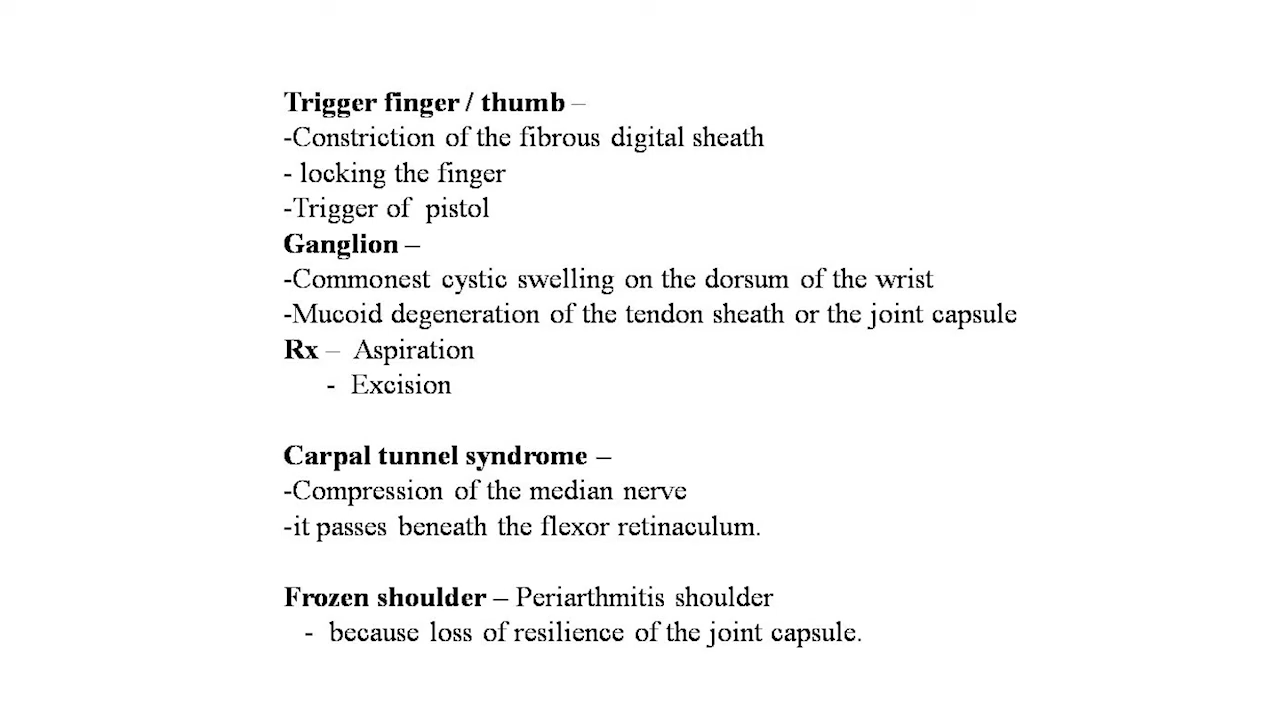 Trigger finger / thumb –
-Constriction of the fibrous digital sheath
- locking the finger
-Trigger of pistol
Ganglion –
-Commonest cystic swelling on the dorsum of the wrist
-Mucoid degeneration of the tendon sheath or the joint capsule
Rx – Aspiration
- Excision
Carpal tunnel syndrome –
-Compression of the median nerve
-it passes beneath the flexor retinaculum.
Frozen shoulder – Periarthmitis shoulder
- because loss of resilience of the joint capsule.